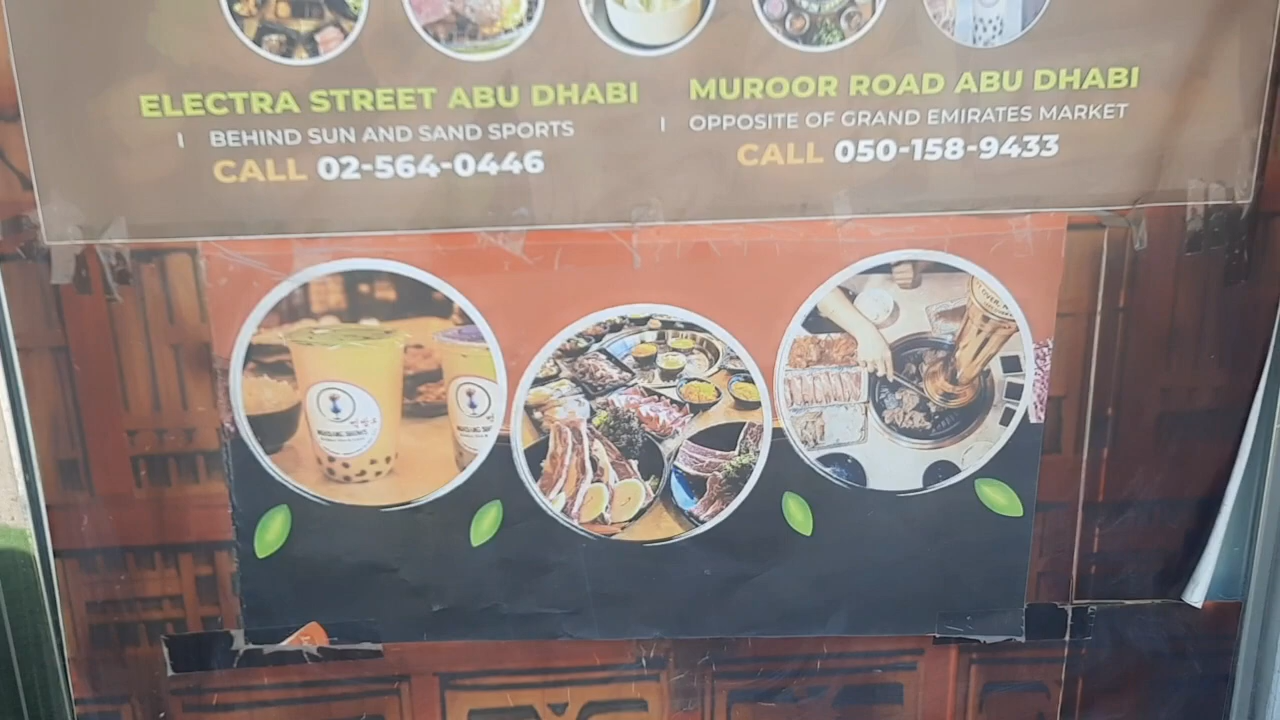 ELECTRA STREET ABU DHABI
| BEHIND SUN AND SAND SPORTS
CALL 02-564-0446
MUROOR ROAD ABU DHABI
| OPPOSITE OF GRAND EMIRATES MARKET
CALL 050-158-9433